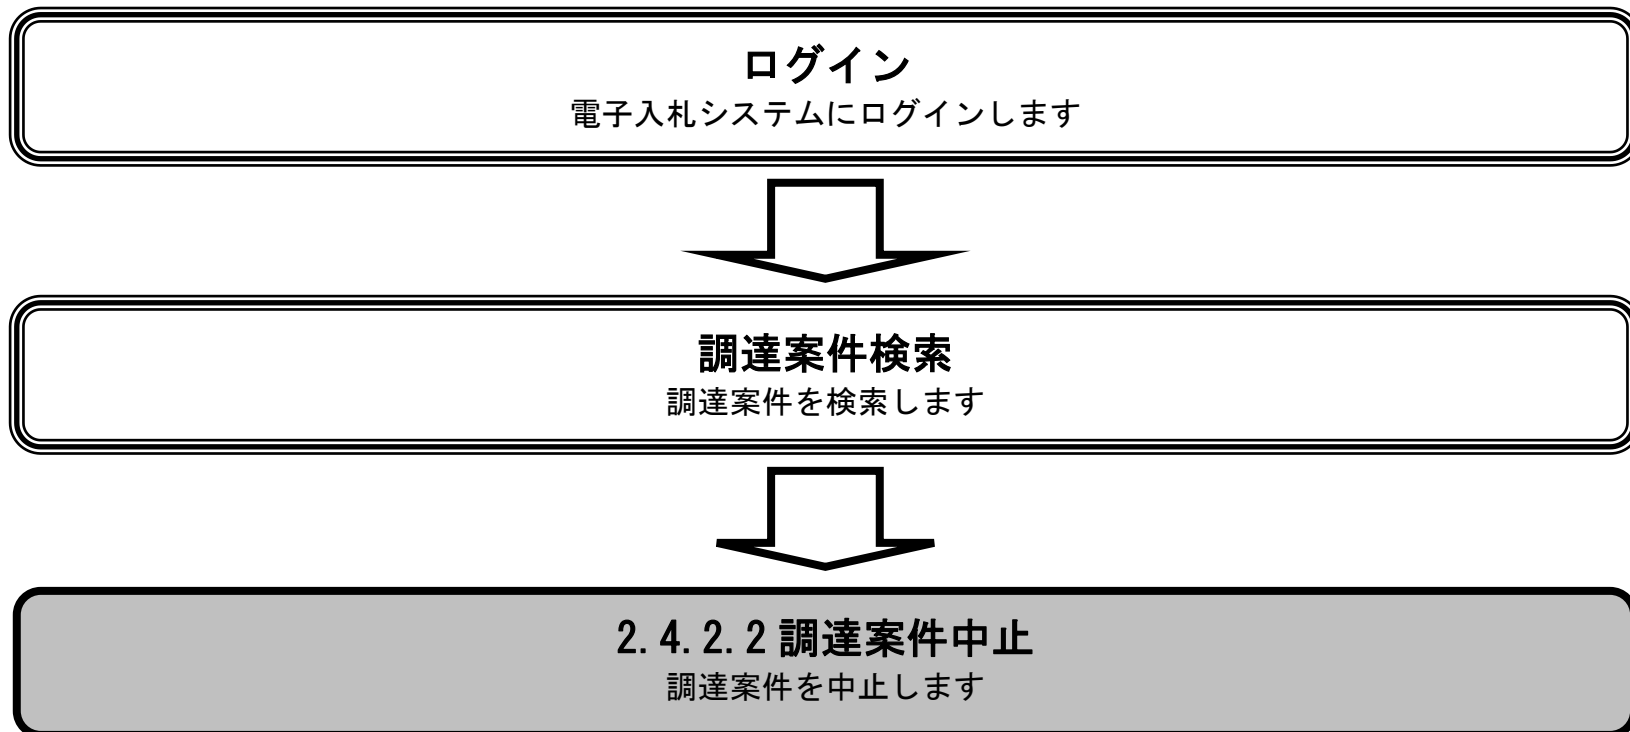 ログイン
電子入札システムにログインします
調達案件検索
調達案件を検索します
2.4.2.2 調達案件中止
調達案件を中止します